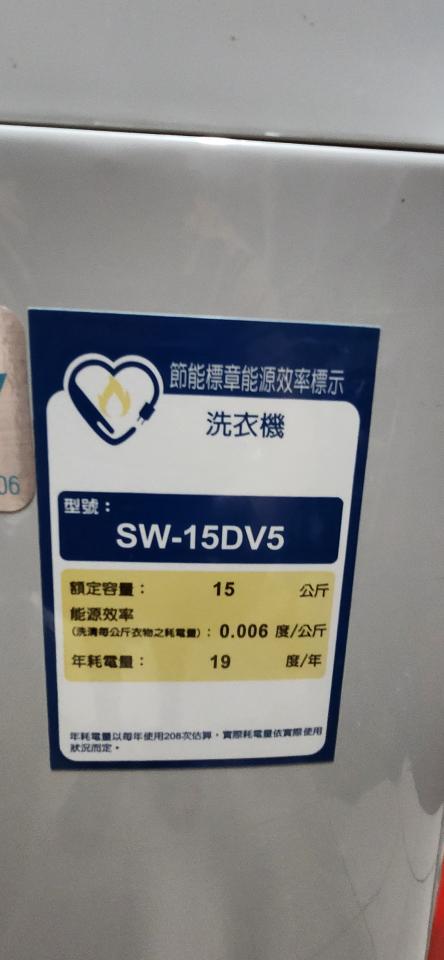 節能標章能源效率標示
洗衣機
型號：
SW-15DV5
額定容量： 15 公斤
能源效率
(洗清每公斤衣物之耗電量)： 0.006 度/公斤
年耗電量： 19 度/年
年耗電量以每年使用208次估算，實際耗電量依實際使用
狀況而定。
06